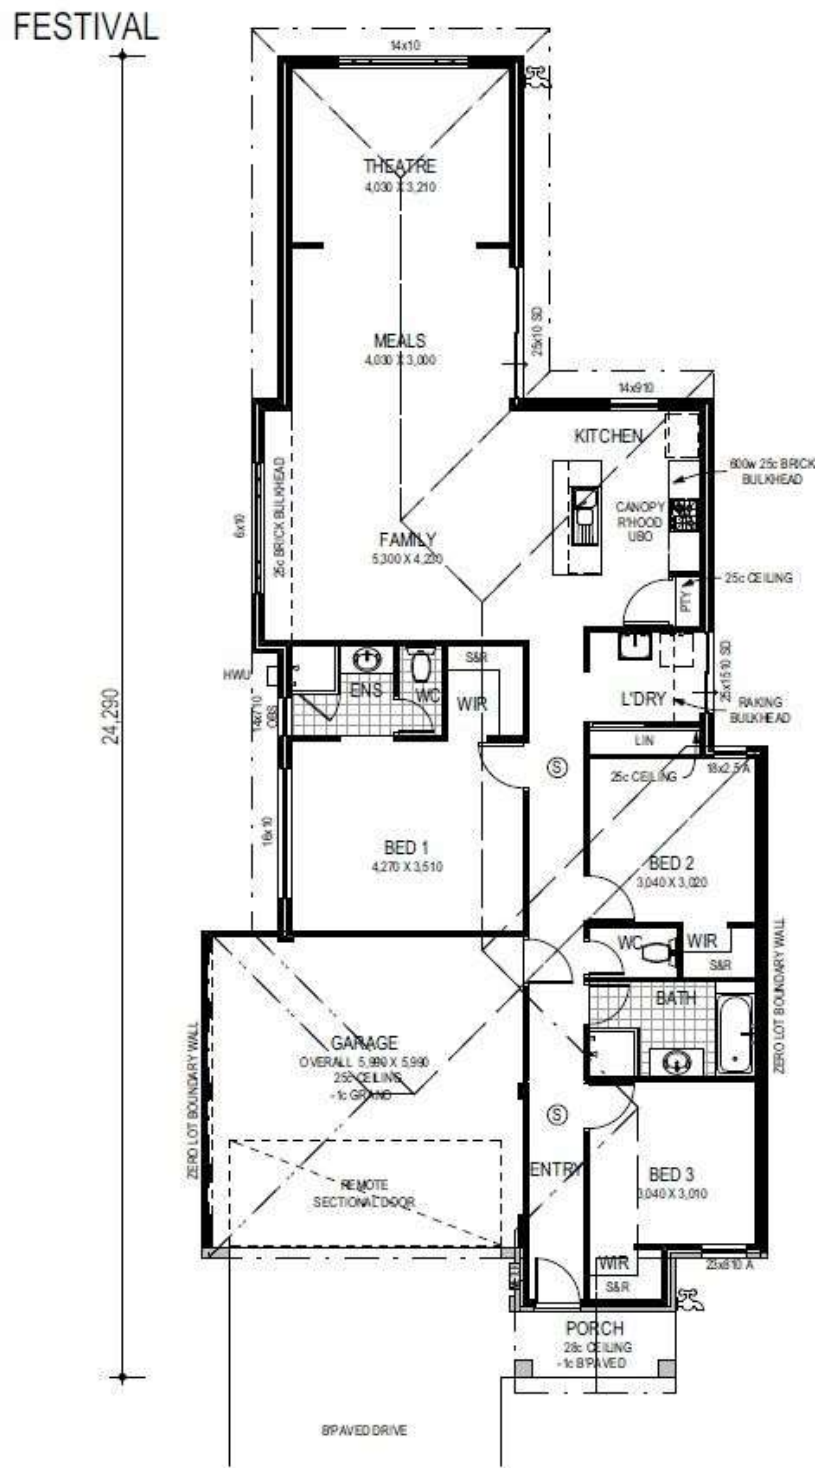 FESTIVAL
14x10
THEATRE
4,030 X 3,210
MEALS
4,030 X 3,000
25x10 SD
14x910
KITCHEN
600w 25c BRICK
BULKHEAD
CANOPY
R'HOOD
UBO
25c BRICK BULKHEAD
6x10
FAMILY
5,300 X 4,230
25c CEILING
PTY
24,290
HWU
14x710
OBS
ENS
WC
S&R
WIR
L'DRY
25x1510 SD
RAKING
BULKHEAD
LIN
S
25c CEILING
18x2.5 A
16x10
BED 1
4,270 X 3,510
BED 2
3,040 X 3,020
WC
WIR
S&R
ZERO LOT BOUNDARY WALL
BATH
GARAGE
OVERALL 5,990 X 5,990
25c CEILING
-1c GRANO
ZERO LOT BOUNDARY WALL
S
ENTRY
BED 3
3,040 X 3,010
REMOTE
SECTIONAL DOOR
WIR
S&R
23x810 A
PORCH
28c CEILING
-1c B'PAVED
B'PAVED DRIVE